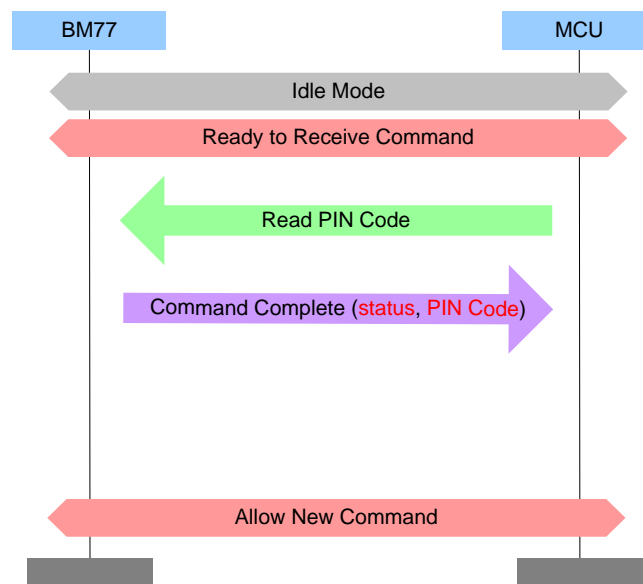 BM77
MCU
Idle Mode
Ready to Receive Command
Read PIN Code
Command Complete (status, PIN Code)
Allow New Command